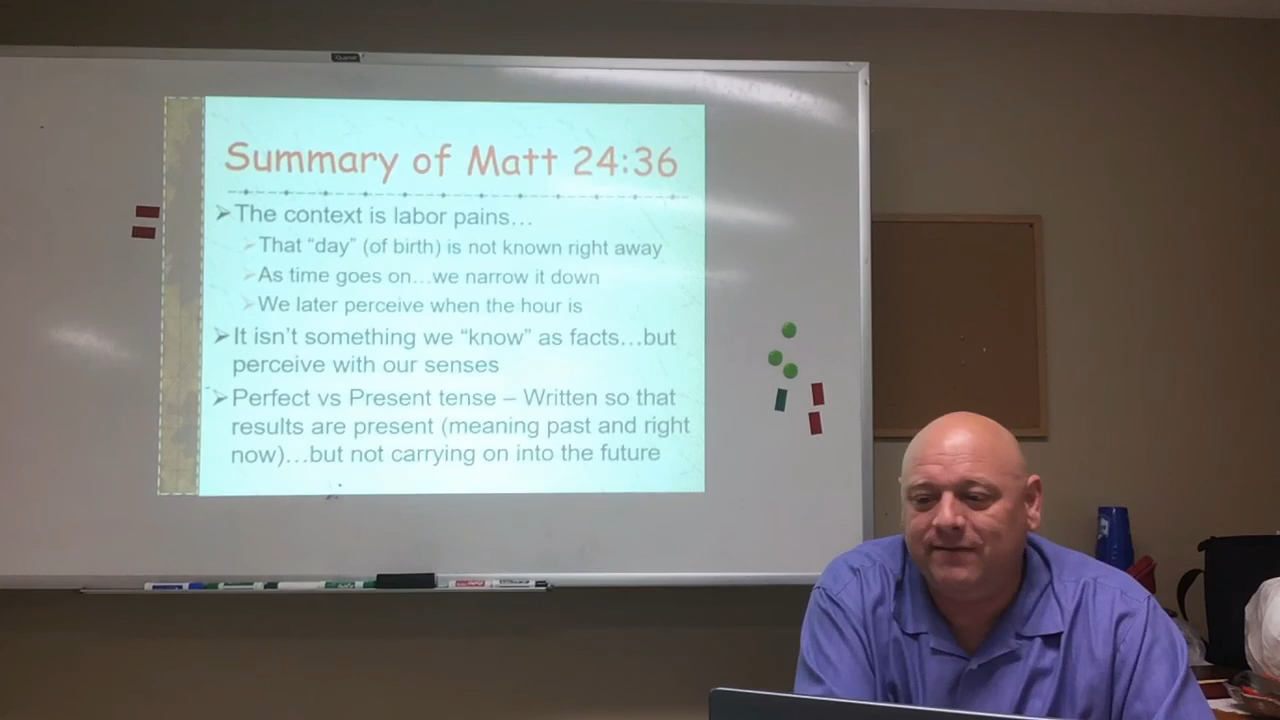 Summary of Matt 24:36
The context is labor pains…
That "day" (of birth) is not known right away
As time goes on…we narrow it down
We later perceive when the hour is
It isn't something we "know" as facts…but
perceive with our senses
Perfect vs Present tense – Written so that
results are present (meaning past and right
now)…but not carrying on into the future